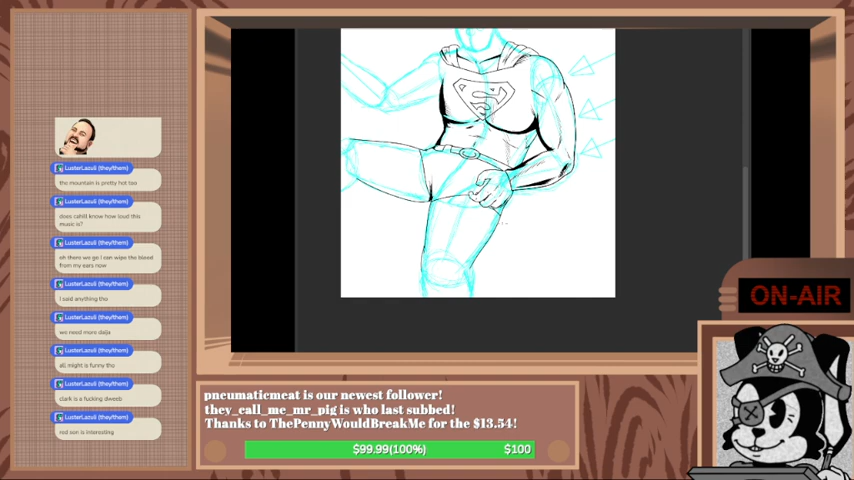 LusterLazuli (they/them)
the mountain is pretty hot too
LusterLazuli (they/them)
does cahill know how loud this
music is?
LusterLazuli (they/them)
oh there we go I can wipe the blood
from my ears now
LusterLazuli (they/them)
I said anything tho
LusterLazuli (they/them)
we need more daija
LusterLazuli (they/them)
all might is funny tho
LusterLazuli (they/them)
clark is a fucking dweeb
LusterLazuli (they/them)
red son is interesting
S
ON-AIR
pneumaticmeat is our newest follower!
they_call_me_mr_pig is who last subbed!
Thanks to ThePennyWouldBreakMe for the $13.54!
$99.99(100%) $100